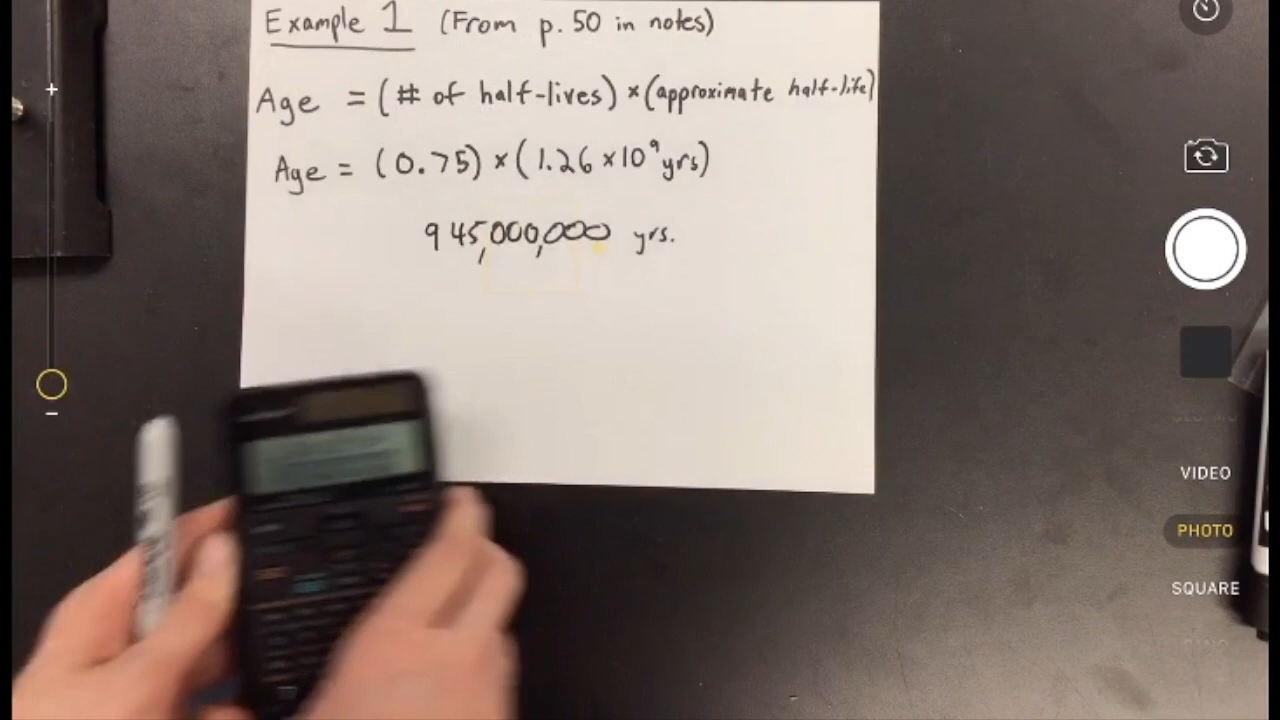 Example 1 (From p. 50 in notes)
Age = (# of half-lives) × (approximate half-life)
Age = (0.75) × (1.26 × 10⁹ yrs)
945,000,000 yrs.
VIDEO
PHOTO
SQUARE